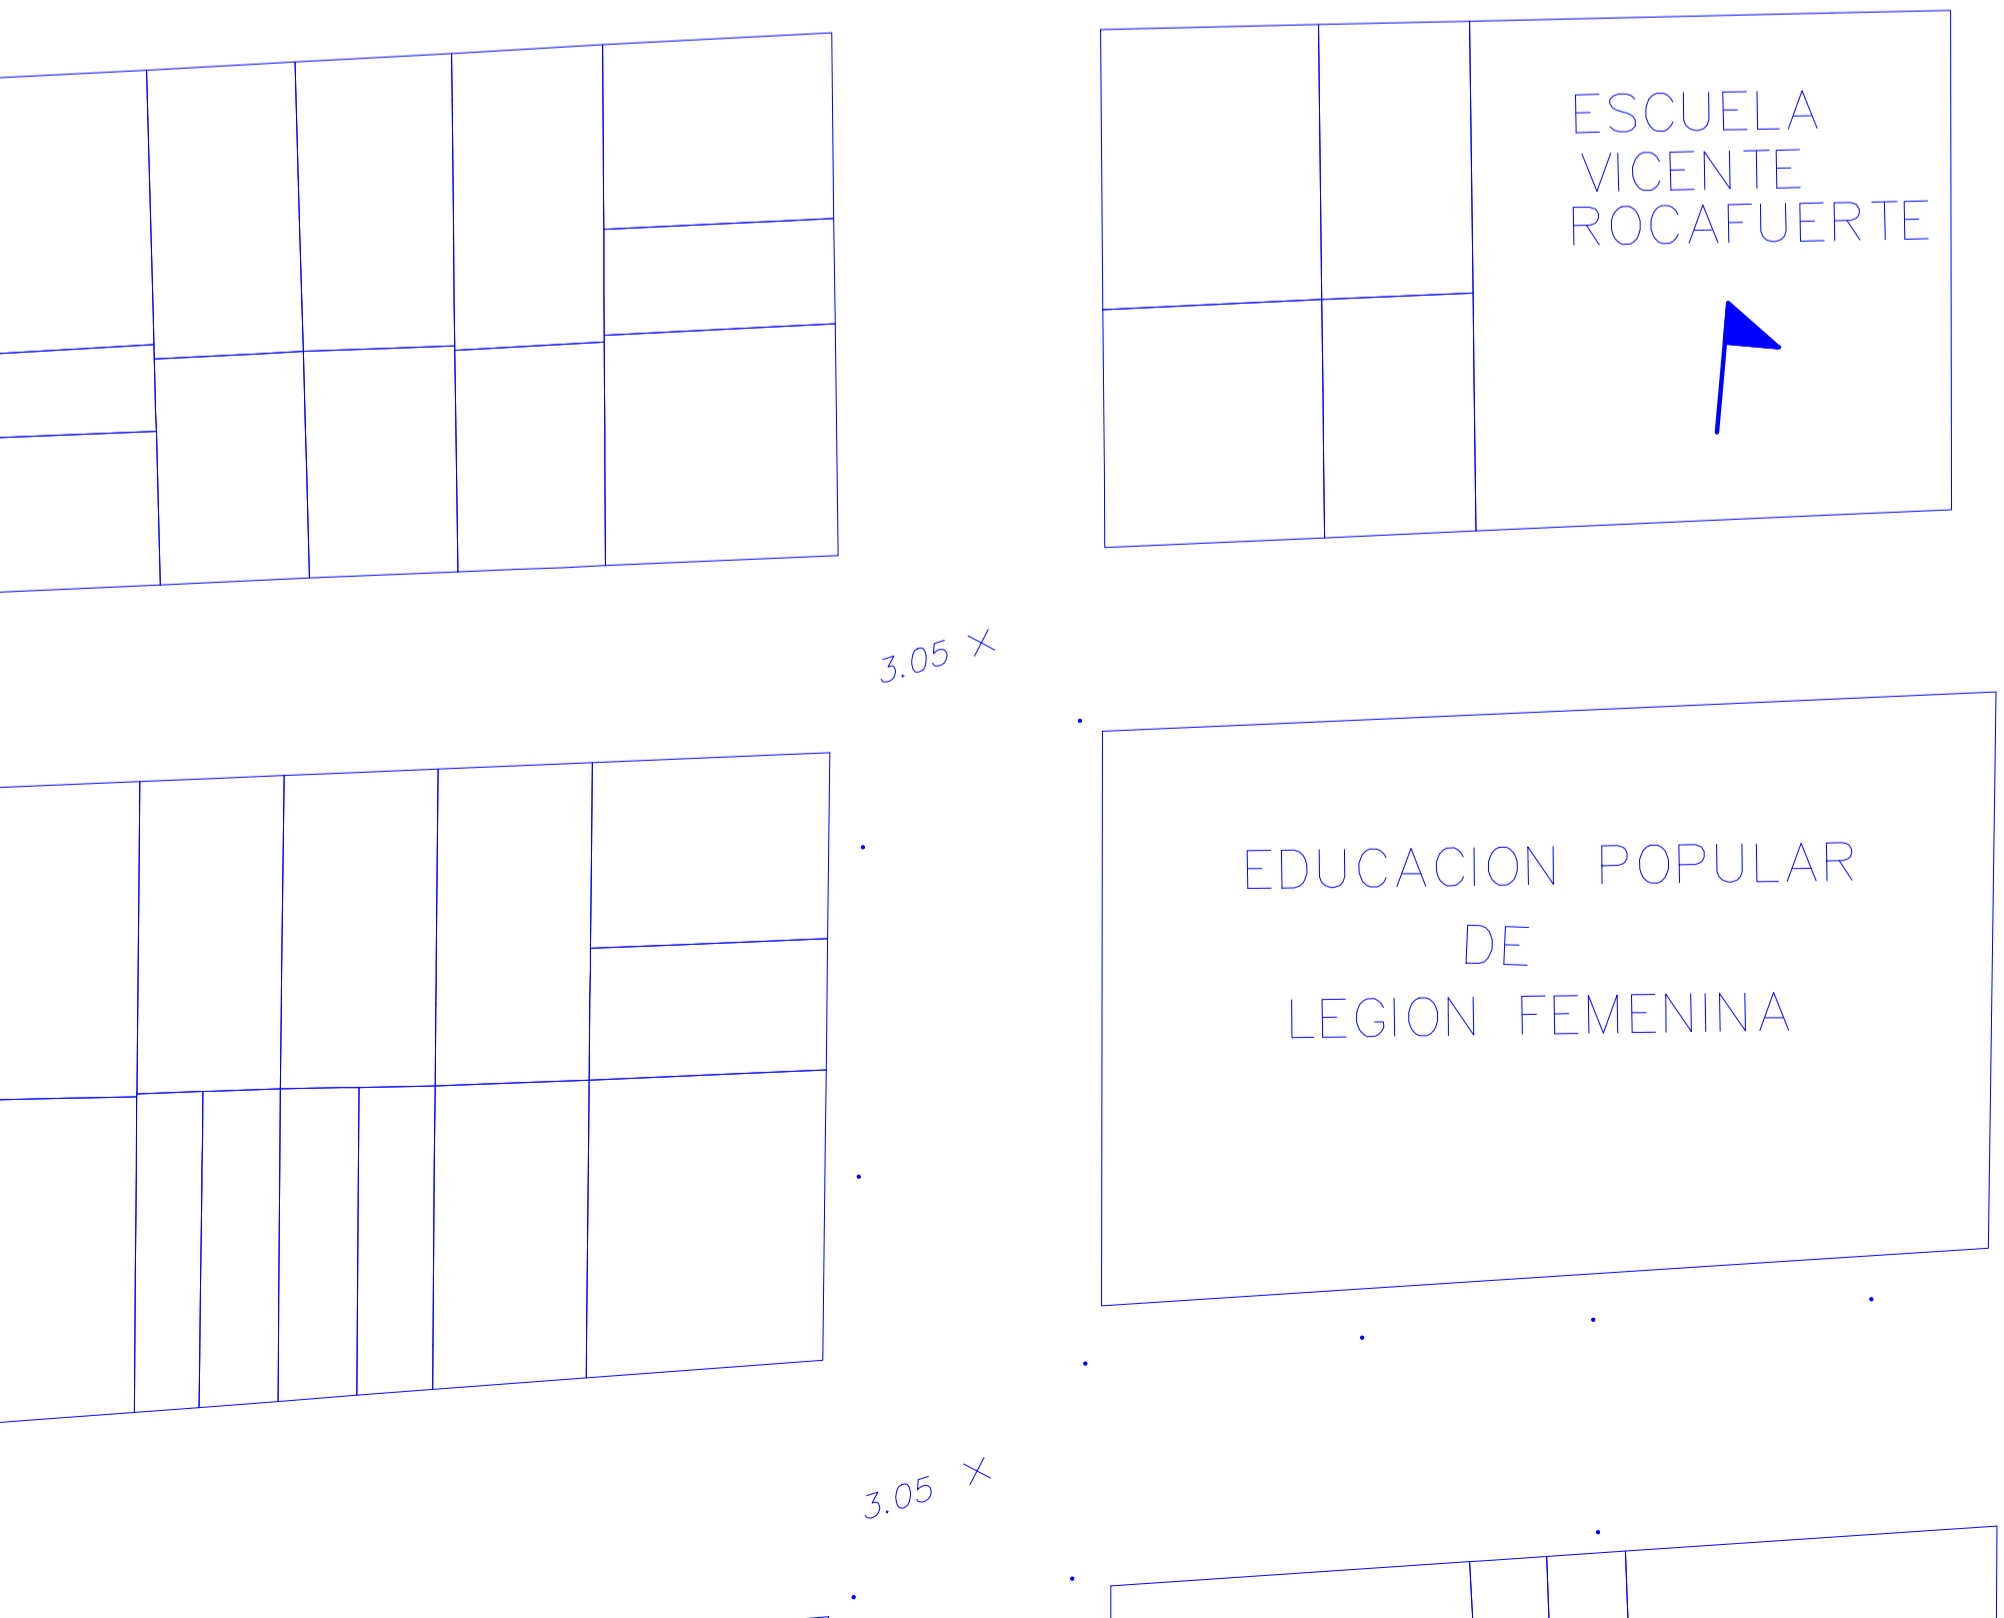 ESCUELA
VICENTE
ROCAFUERTE
3.05 X
EDUCACION POPULAR
DE
LEGION FEMENINA
3.05 X